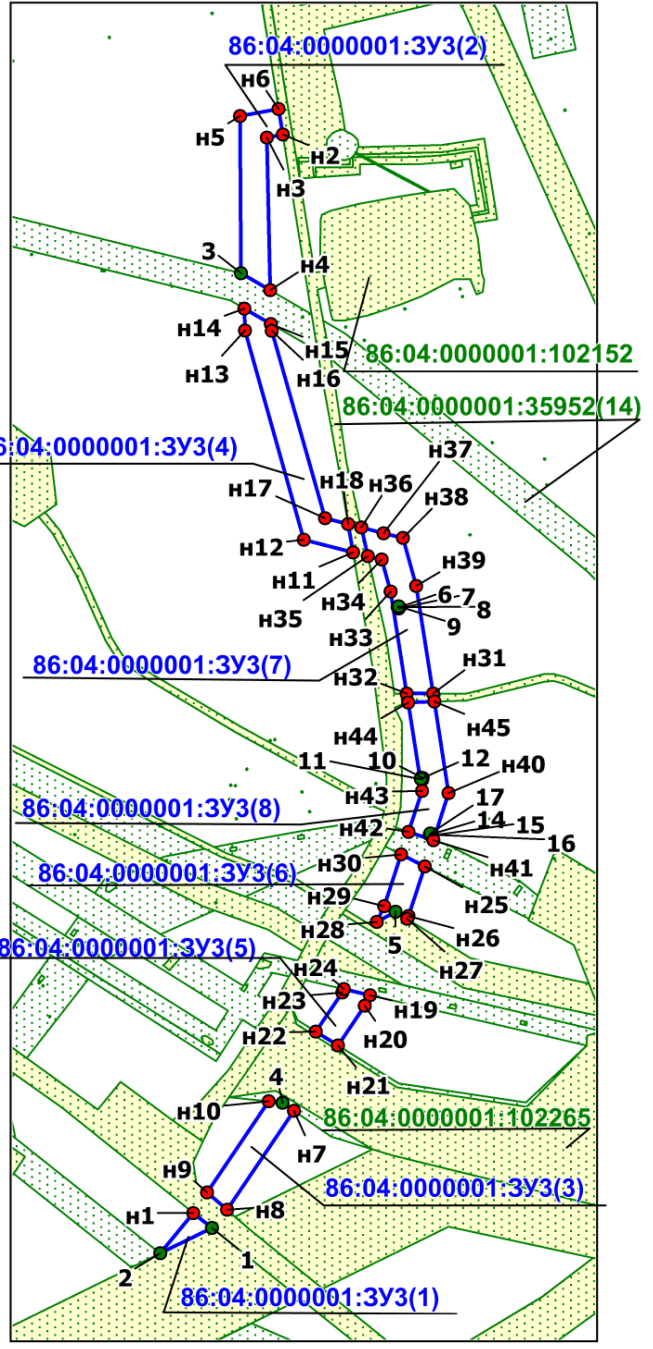 86:04:0000001:ЗУ3(2)
н6
н5
н2
н3
3
н4
н14
н15
н13
н16
86:04:0000001:102152
86:04:0000001:35952(14)
6:04:0000001:ЗУ3(4)
н37
н18
н36
н38
н17
н12
н11
н39
н34
6
7
8
н35
9
н33
86:04:0000001:ЗУ3(7)
н31
н32
н45
н44
10
12
11
н40
н43
17
86:04:0000001:ЗУ3(8)
14
15
н42
16
н41
н30
86:04:0000001:ЗУ3(6)
н25
н29
н28
н26
5
н27
86:04:0000001:ЗУ3(5)
н24
н23
н19
н22
н20
н21
4
н10
86:04:0000001:102265
н7
н9
86:04:0000001:ЗУ3(3)
н1
н8
1
2
86:04:0000001:ЗУ3(1)